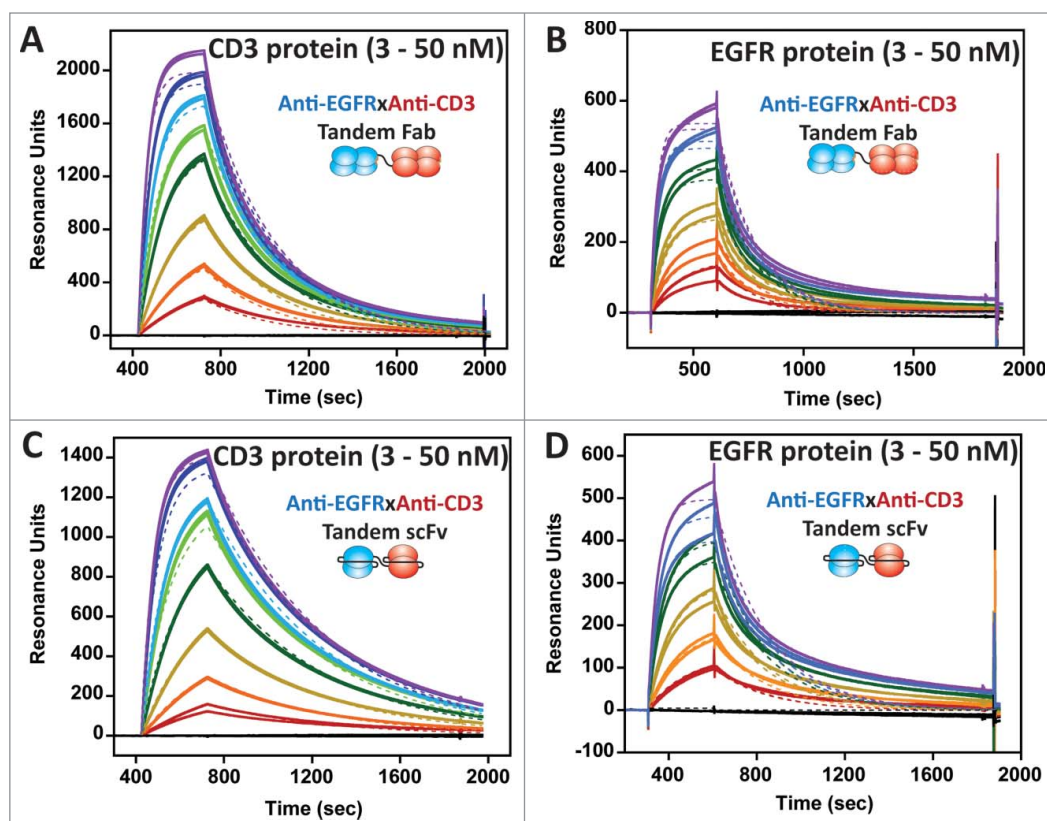 A
CD3 protein (3 - 50 nM)
Anti-EGFRxAnti-CD3
Tandem Fab
Resonance Units
2000
1600
1200
800
400
0
400
800
1200
1600
2000
Time (sec)
B
EGFR protein (3 - 50 nM)
Anti-EGFRxAnti-CD3
Tandem Fab
Resonance Units
800
600
400
200
0
500
1000
1500
2000
Time (sec)
C
CD3 protein (3 - 50 nM)
Anti-EGFRxAnti-CD3
Tandem scFv
Resonance Units
1400
1200
1000
800
600
400
200
0
400
800
1200
1600
2000
Time (sec)
D
EGFR protein (3 - 50 nM)
Anti-EGFRxAnti-CD3
Tandem scFv
Resonance Units
600
500
400
300
200
100
0
-100
400
800
1200
1600
2000
Time (sec)